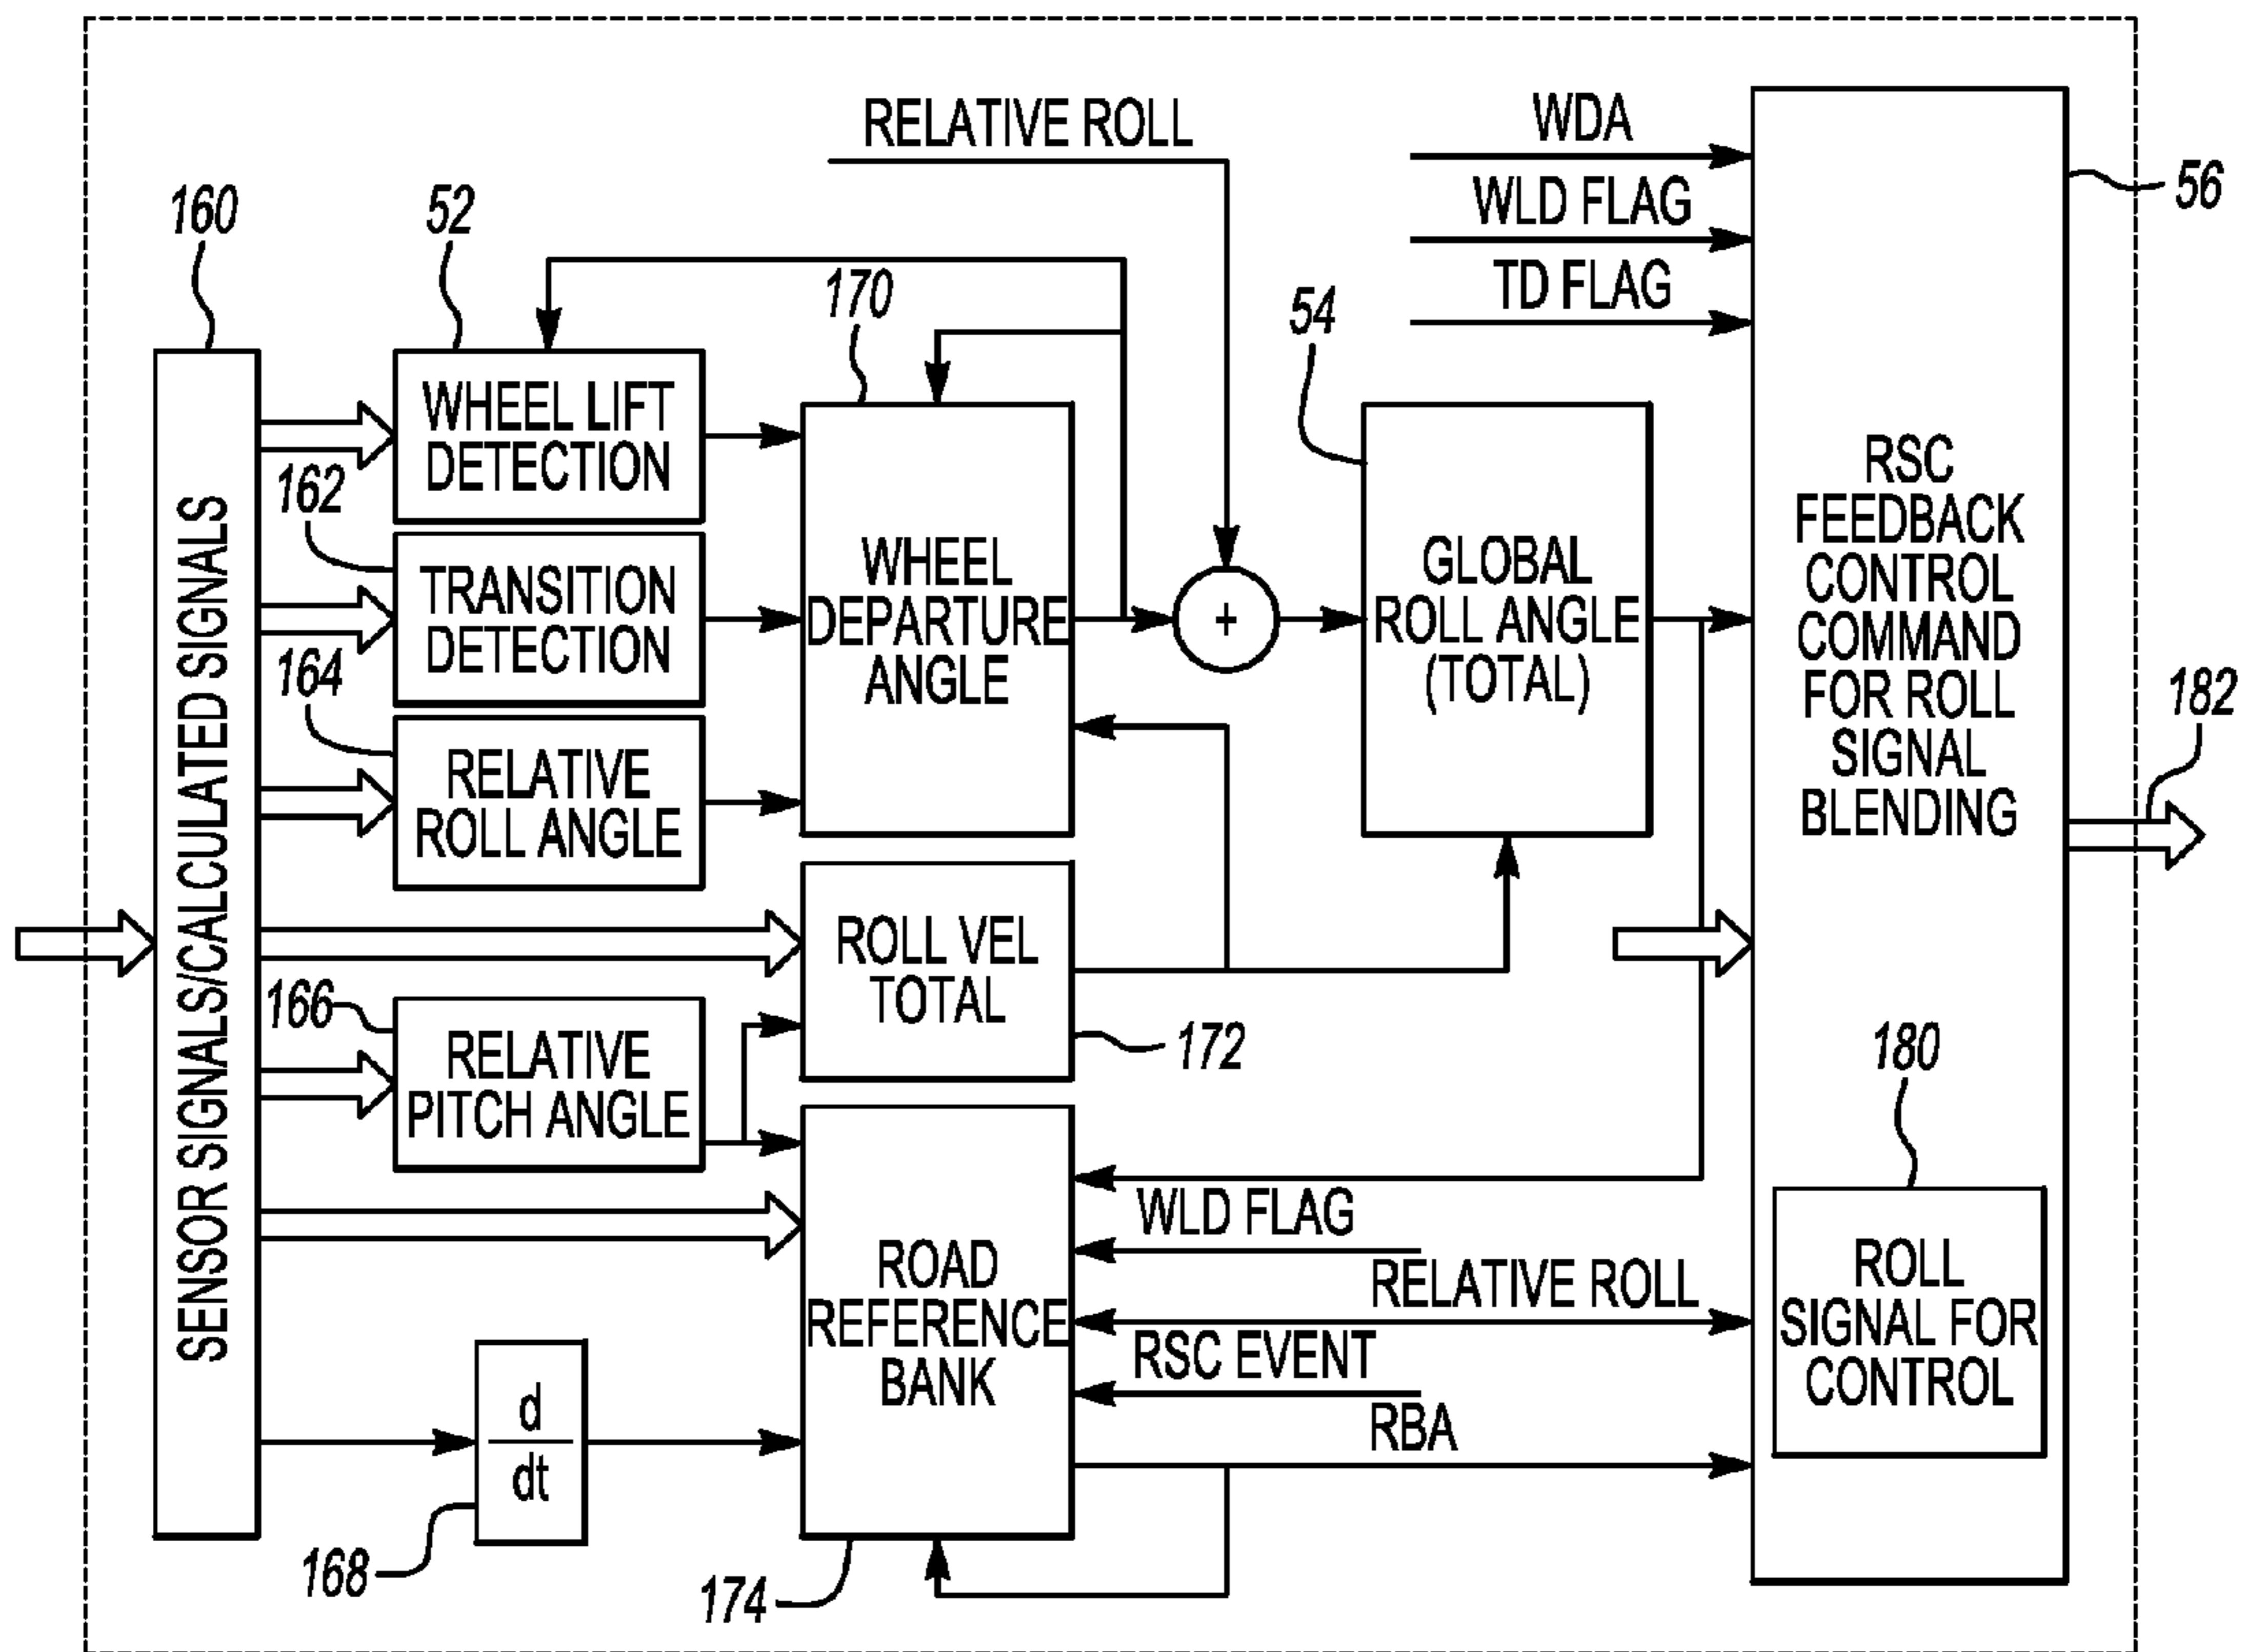 RELATIVE ROLL
WDA
WLD FLAG
TD FLAG
160
52
170
54
56
SENSOR SIGNALS/CALCULATED SIGNALS
WHEEL LIFT
DETECTION
162
TRANSITION
DETECTION
164
RELATIVE
ROLL ANGLE
WHEEL
DEPARTURE
ANGLE
+
GLOBAL
ROLL ANGLE
(TOTAL)
RSC
FEEDBACK
CONTROL
COMMAND
FOR ROLL
SIGNAL
BLENDING
182
ROLL VEL
TOTAL
172
166
RELATIVE
PITCH ANGLE
180
ROAD
REFERENCE
BANK
WLD FLAG
RELATIVE ROLL
RSC EVENT
RBA
ROLL
SIGNAL FOR
CONTROL
d
dt
168
174